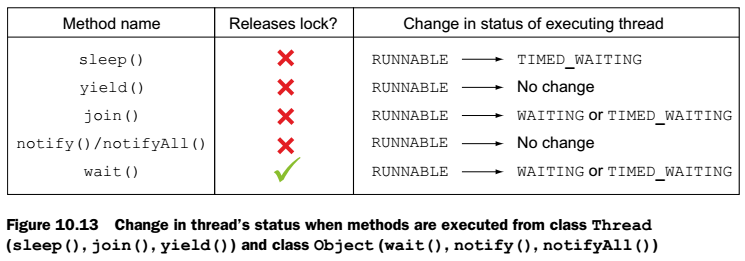 Method name Releases lock? Change in status of executing thread
sleep() RUNNABLE TIMED_WAITING
yield() RUNNABLE No change
join() RUNNABLE WAITING or TIMED_WAITING
notify()/notifyAll() RUNNABLE No change
wait() RUNNABLE WAITING or TIMED_WAITING
Figure 10.13 Change in thread's status when methods are executed from class Thread
(sleep(), join(), yield()) and class Object (wait(), notify(), notifyAll())